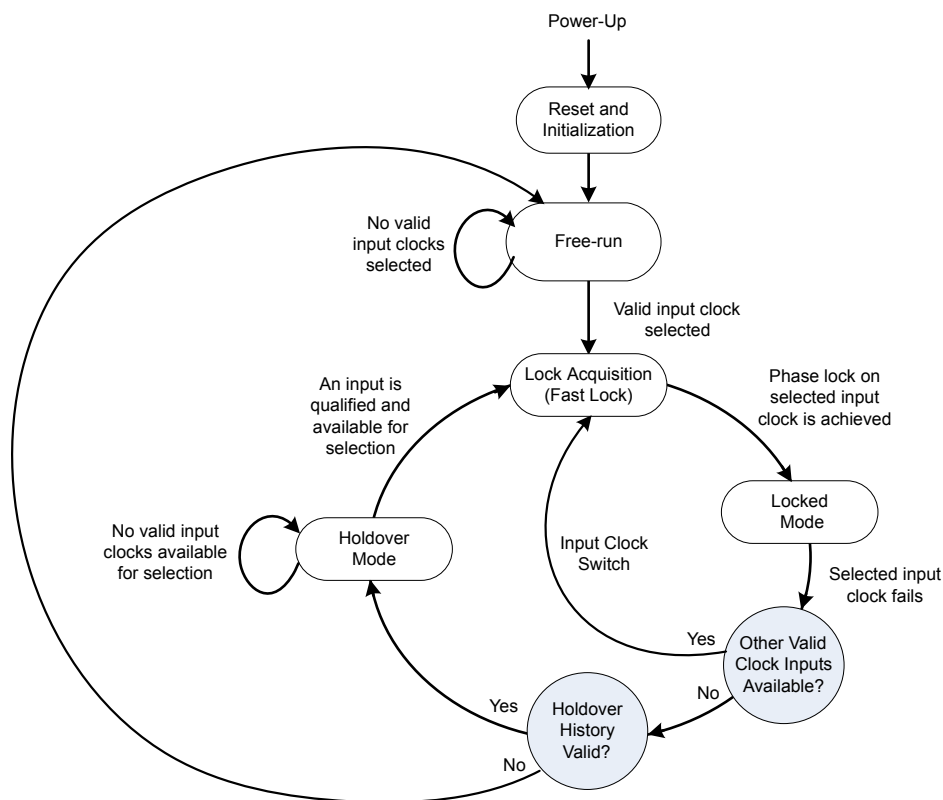 Power-Up
Reset and
Initialization
No valid
input clocks
selected
Free-run
Valid input clock
selected
An input is
qualified and
available for
selection
Lock Acquisition
(Fast Lock)
Phase lock on
selected input
clock is achieved
Locked
Mode
No valid input
clocks available
for selection
Holdover
Mode
Input Clock
Switch
Selected input
clock fails
Yes
Other Valid
Clock Inputs
Available?
No
Yes
Holdover
History
Valid?
No